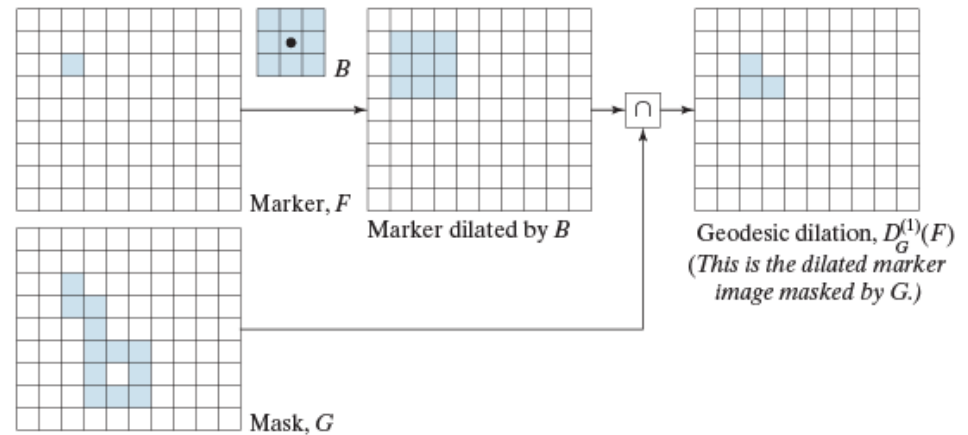 B
Marker, F
∩
Marker dilated by B
Geodesic dilation, D_G^(1)(F)
(This is the dilated marker
image masked by G.)
Mask, G